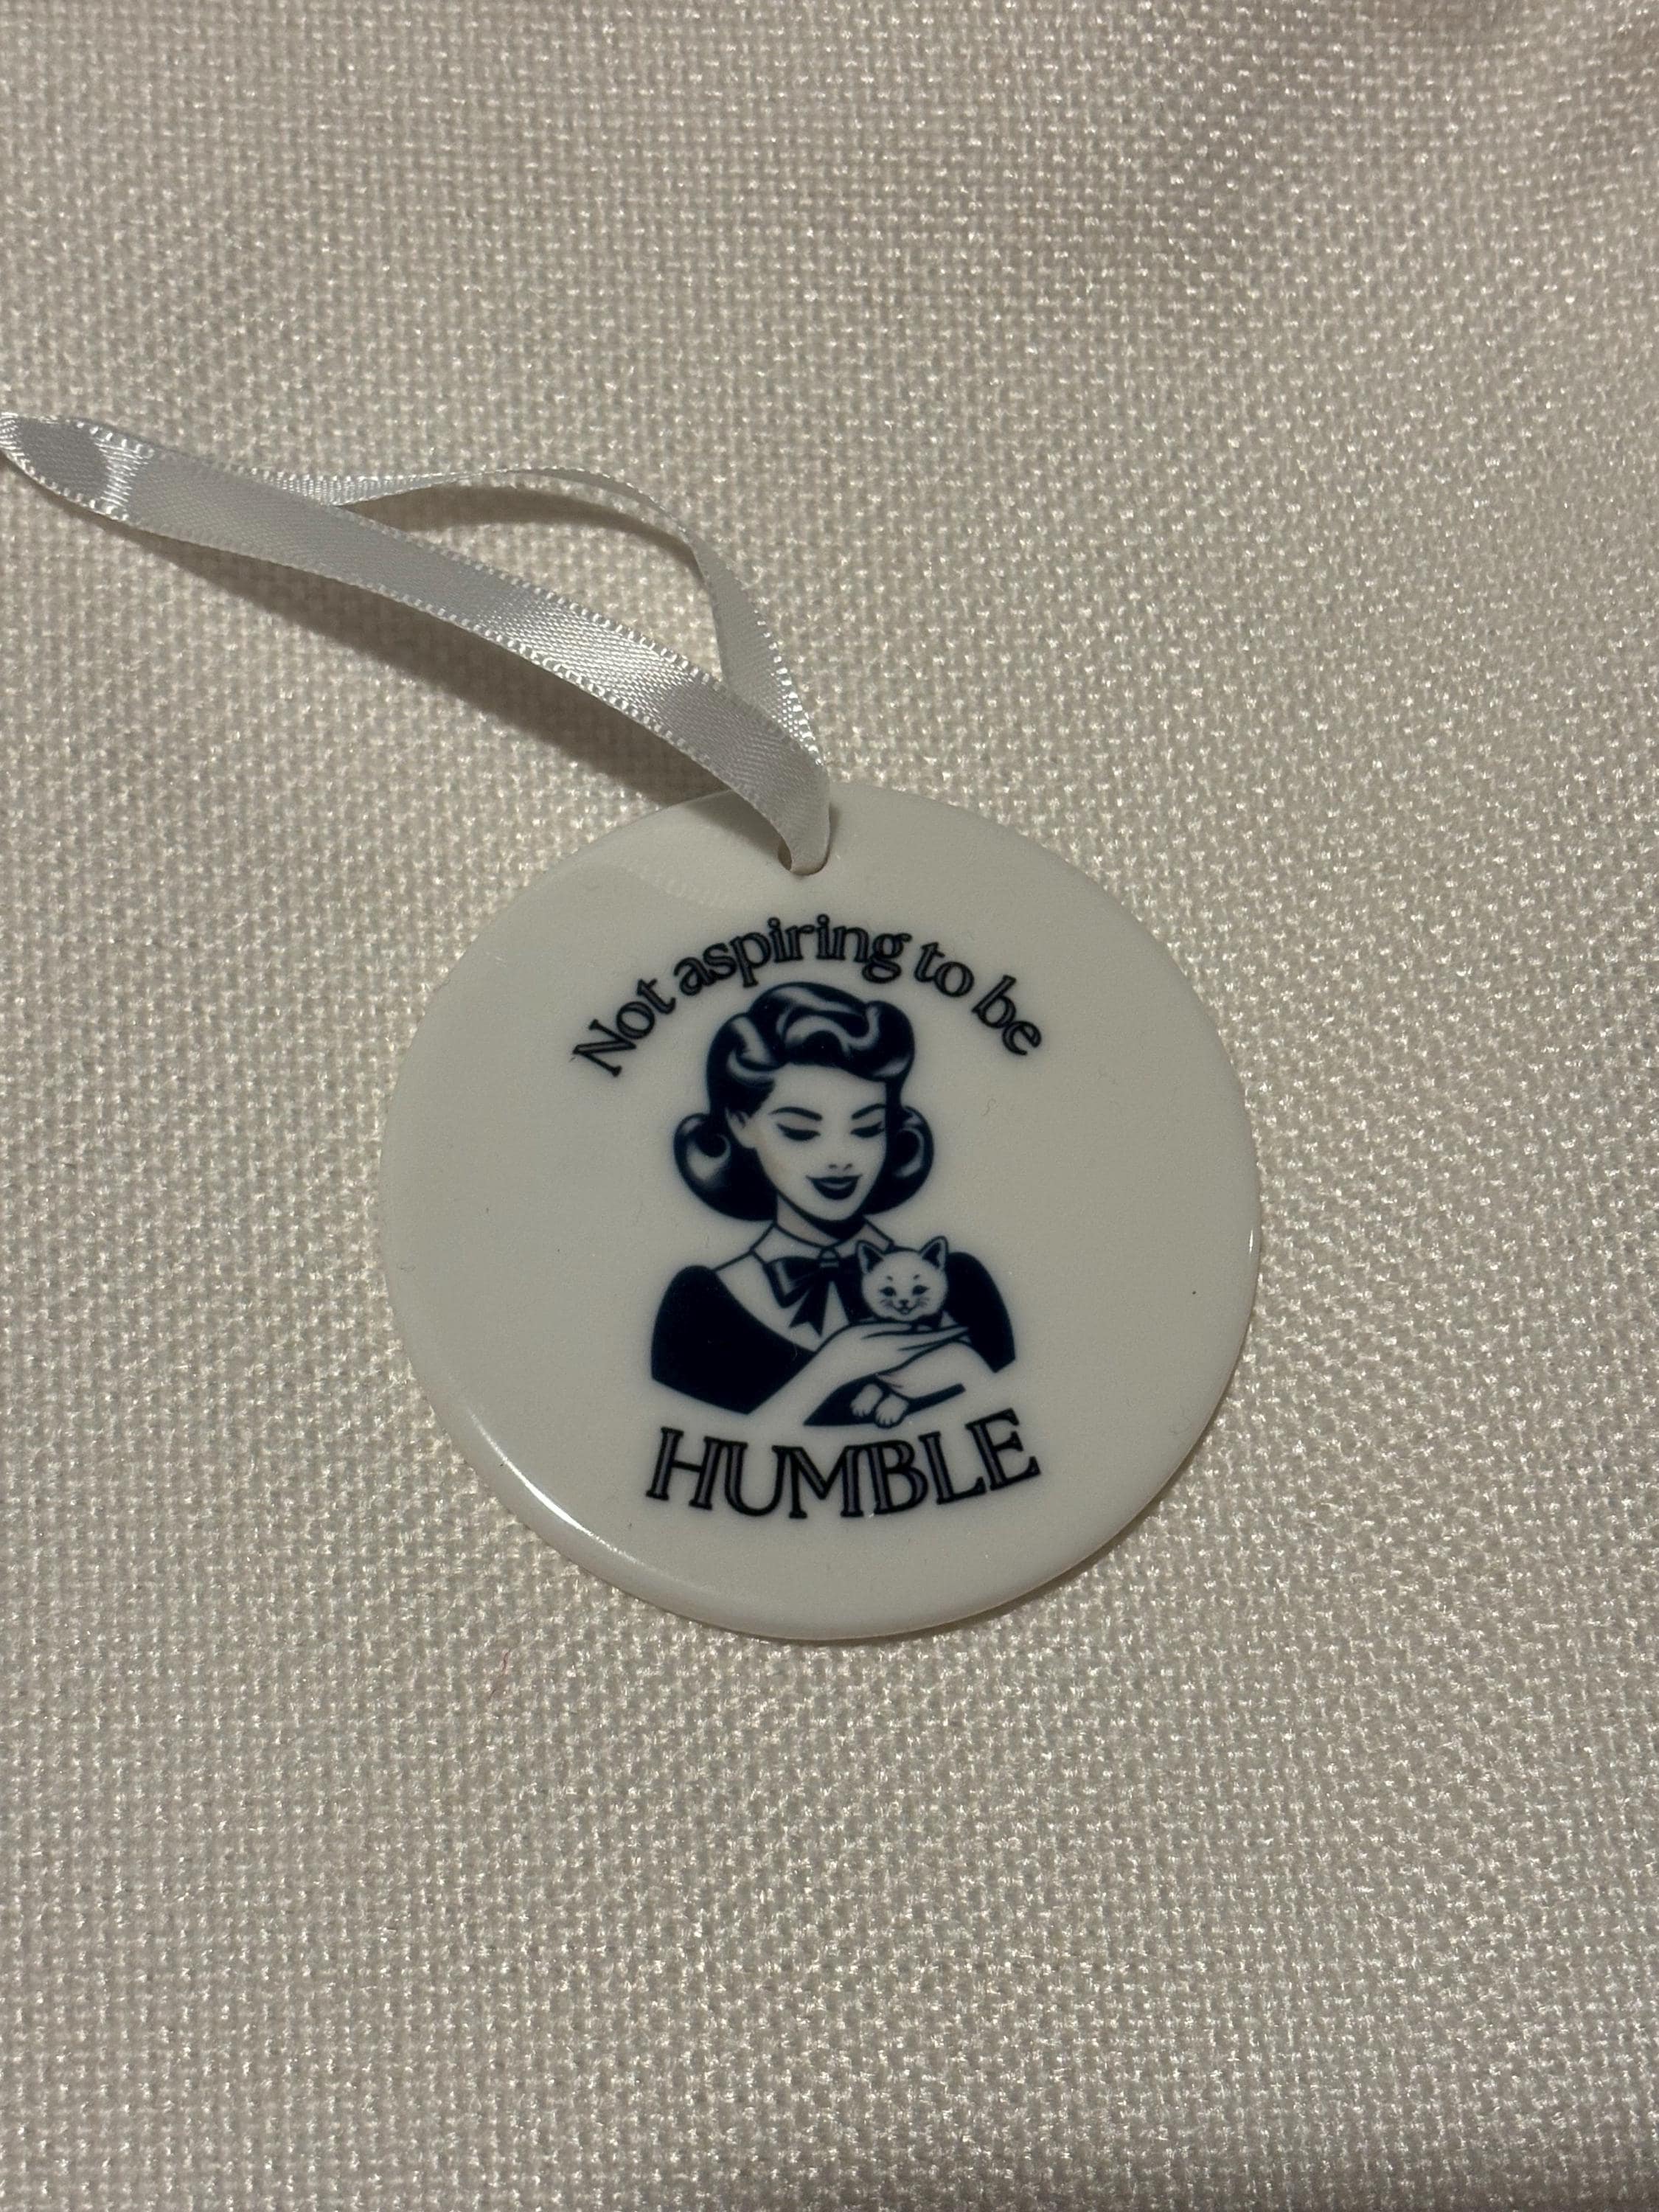 Not aspiring to be
HUMBLE